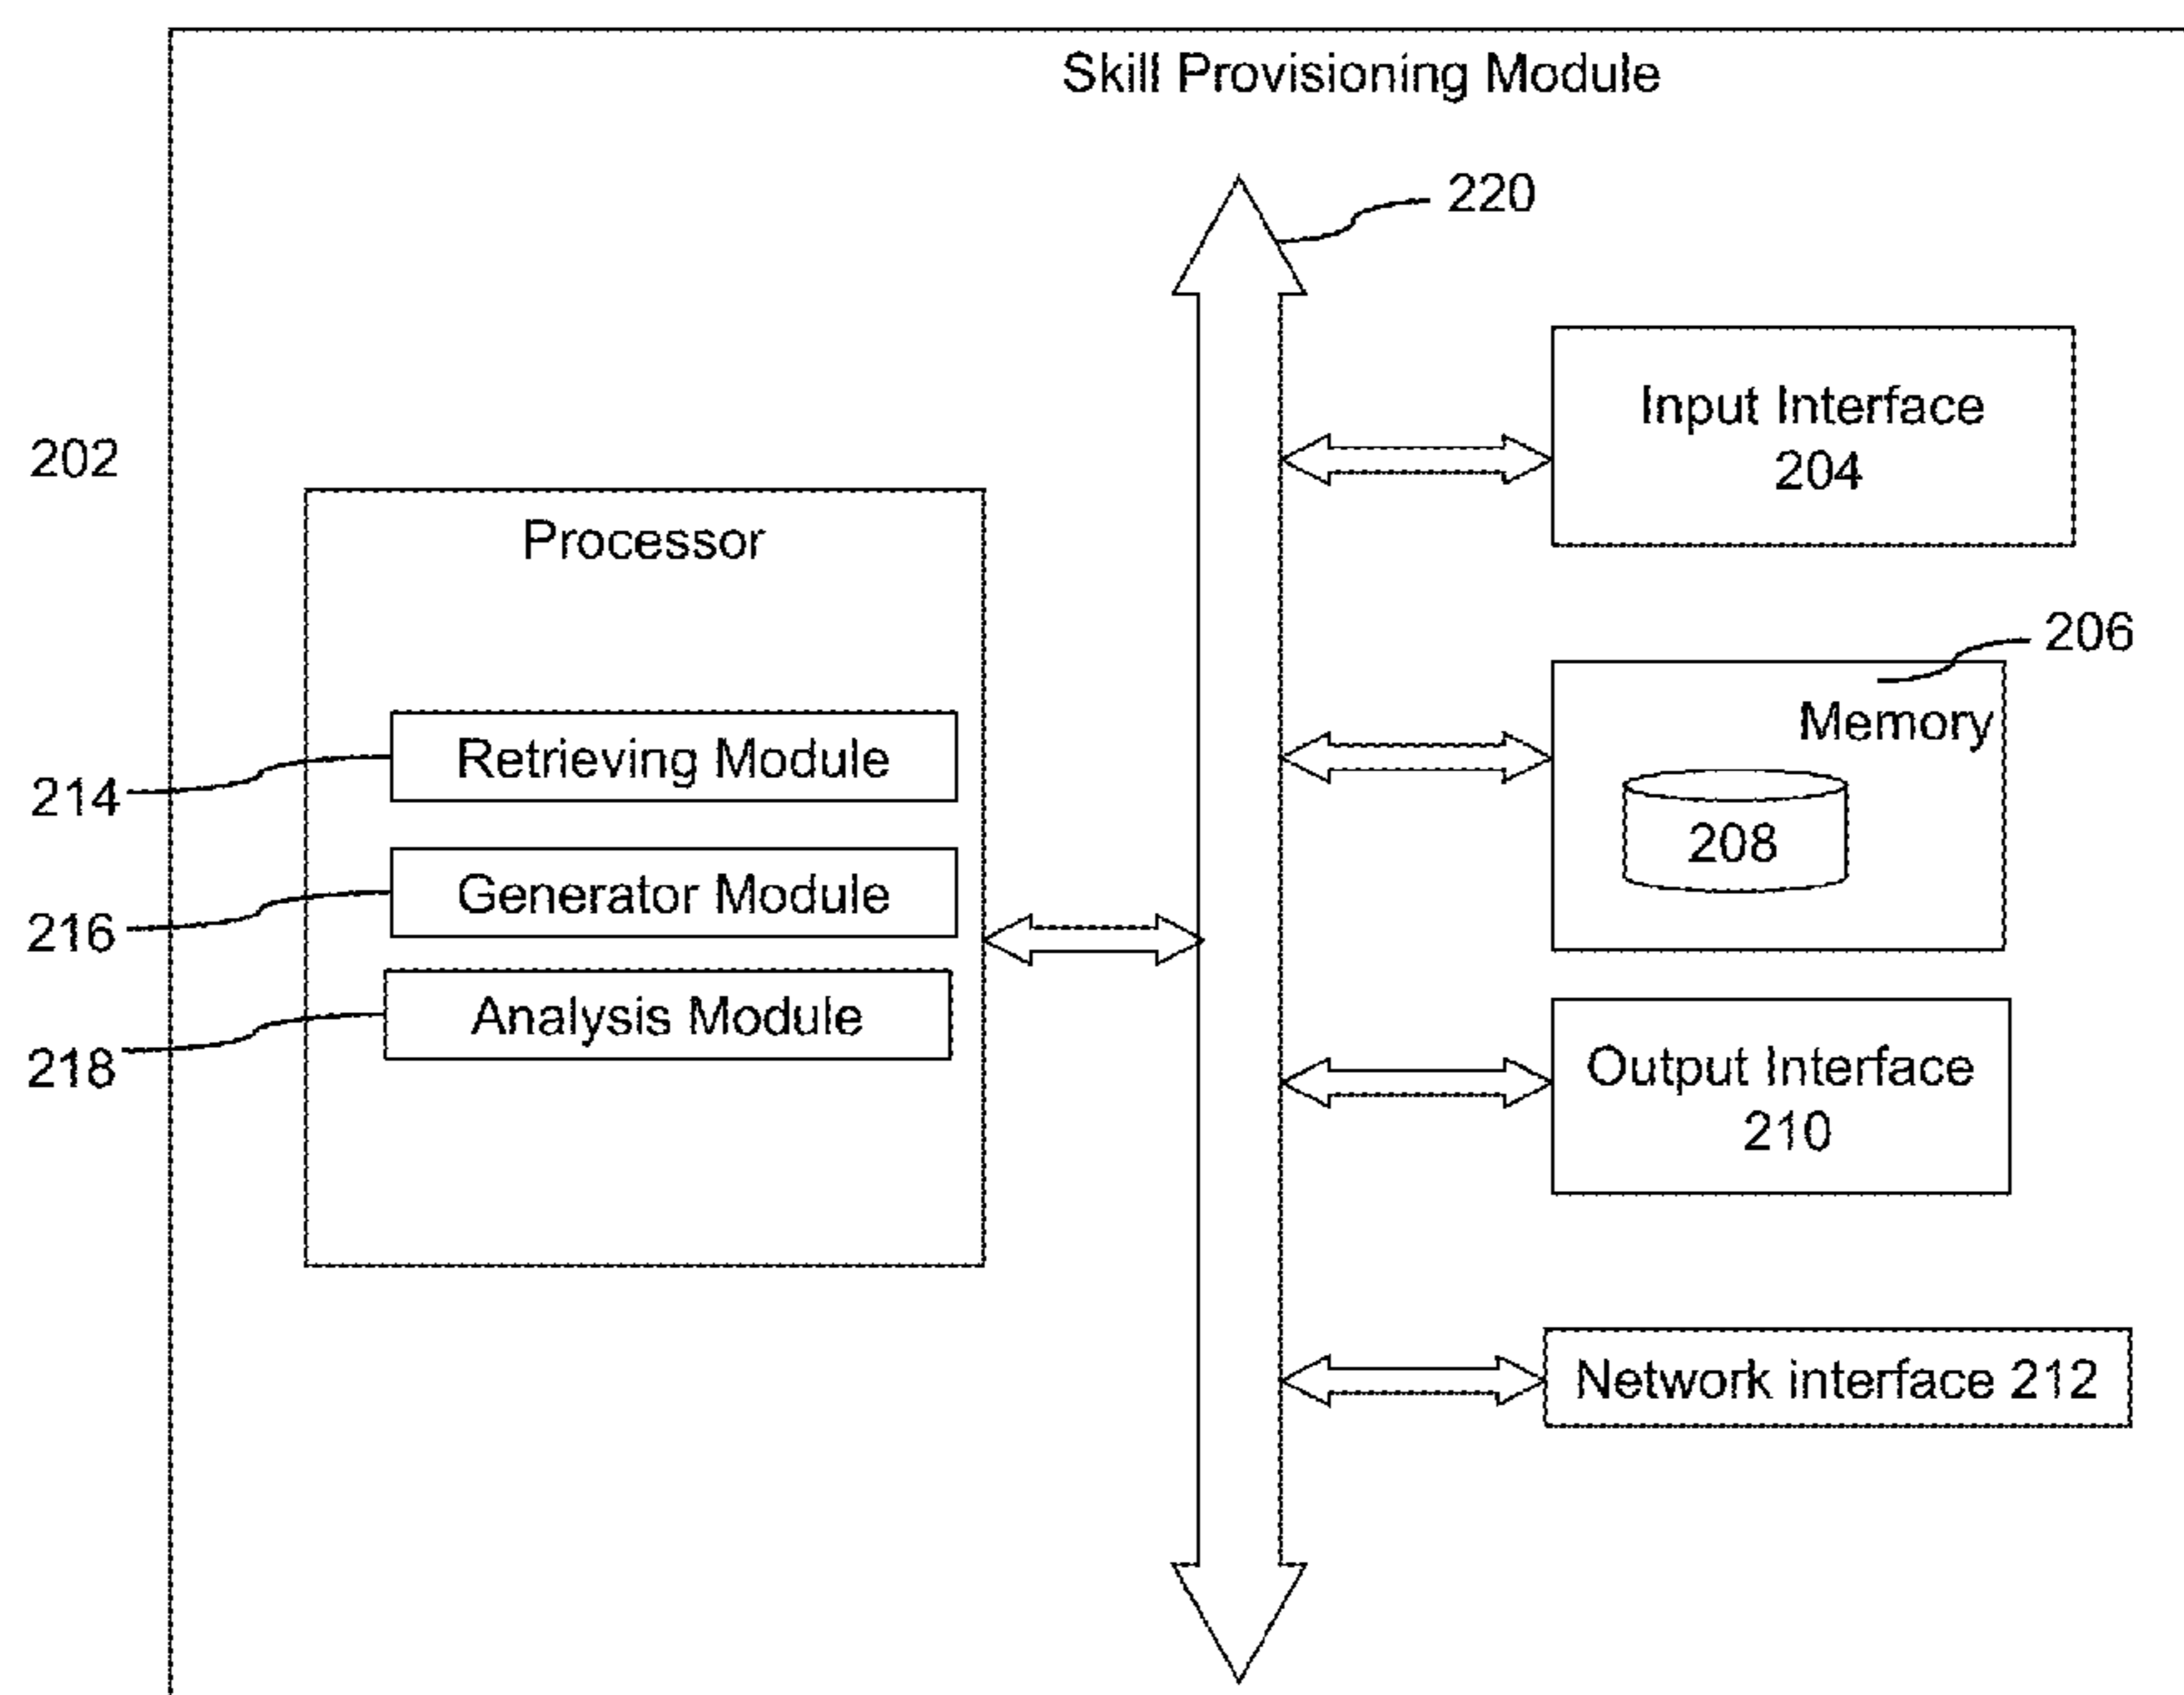 Skill Provisioning Module
220
Input Interface
204
202
Processor
206
Memory
Retrieving Module
214
208
Generator Module
216
Analysis Module
218
Output Interface
210
Network interface 212